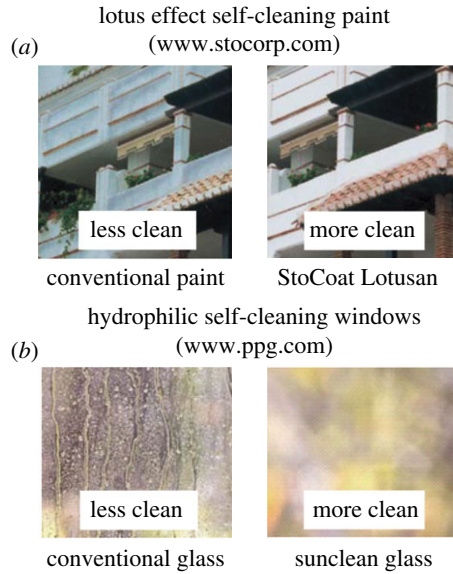 lotus effect self-cleaning paint
(a) (www.stocorp.com)
less clean
more clean
conventional paint
StoCoat Lotusan
hydrophilic self-cleaning windows
(b) (www.ppg.com)
less clean
more clean
conventional glass
sunclean glass